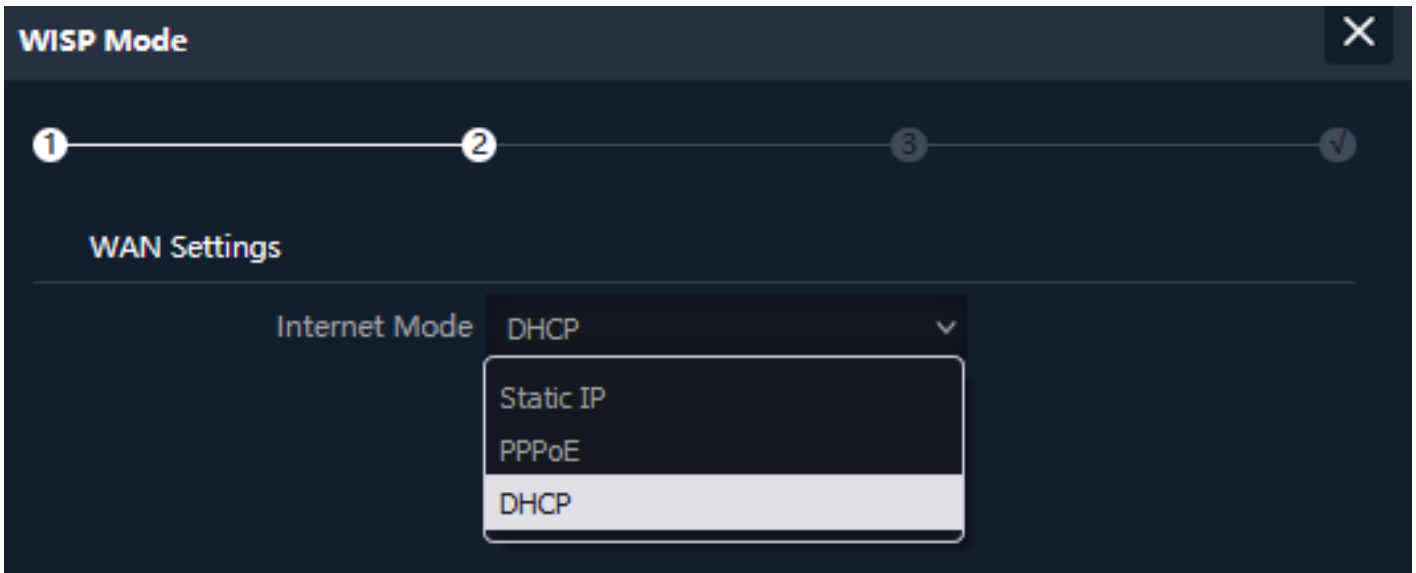 WISP Mode
1 2 3 √
WAN Settings
Internet Mode DHCP
Static IP
PPPoE
DHCP